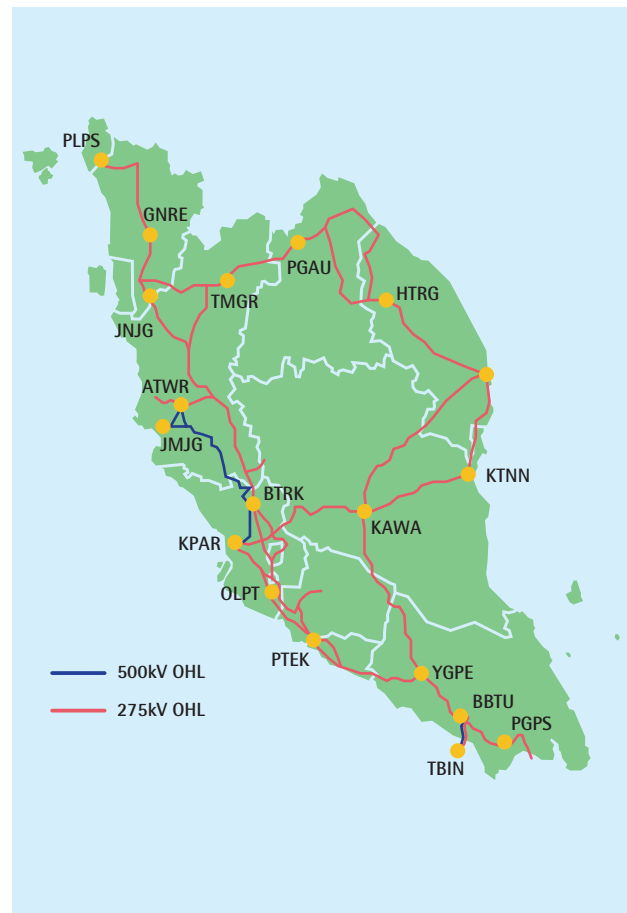 PLPS
GNRE
PGAU
TMGR
HTRG
JNJG
ATWR
JMJG
KTNN
BTRK
KAWA
KPAR
OLPT
PTEK
500kV OHL
YGPE
275kV OHL
BBTU
PGPS
TBIN